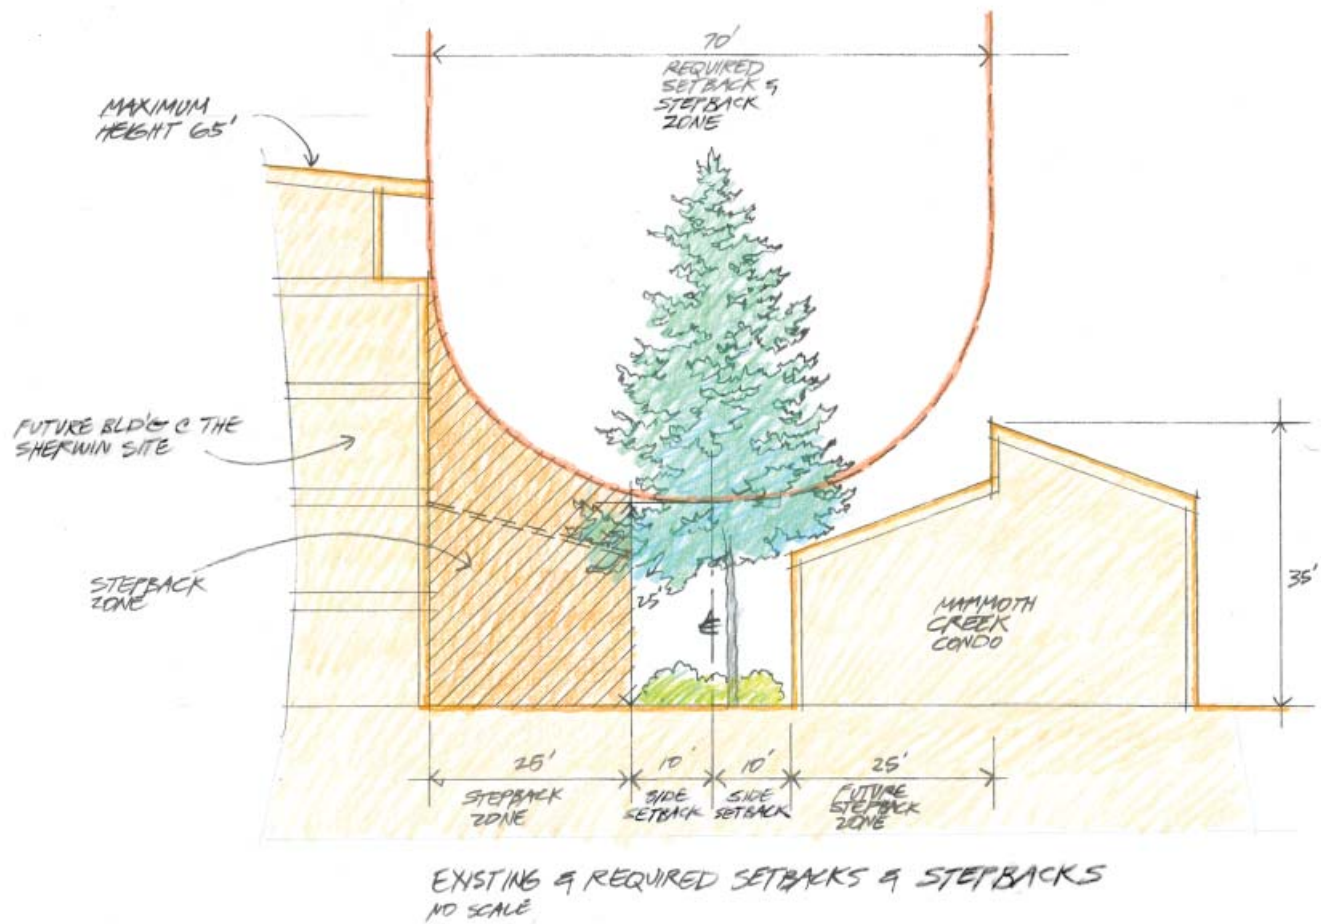 70'
REQUIRED
SETBACK &
STEPBACK
ZONE
MAXIMUM
HEIGHT 65'
FUTURE BLD'G @ THE
SHERWIN SITE
STEPBACK
ZONE
25'
35'
MAMMOTH
CREEK
CONDO
25'
STEPBACK
ZONE
10'
SIDE
SETBACK
10'
SIDE
SETBACK
25'
FUTURE
STEPBACK
ZONE
EXISTING & REQUIRED SETBACKS & STEPBACKS
NO SCALE